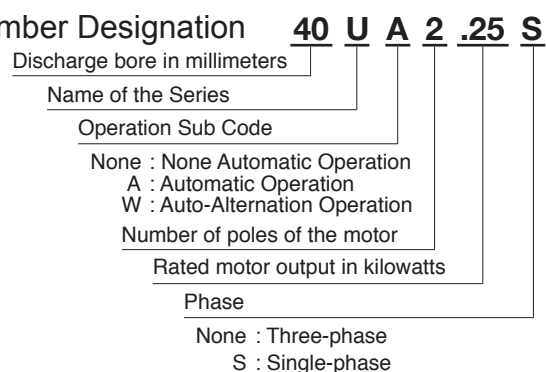 mber Designation 40 U A 2 .25 S
Discharge bore in millimeters
Name of the Series
Operation Sub Code
None : None Automatic Operation
A : Automatic Operation
W : Auto-Alternation Operation
Number of poles of the motor
Rated motor output in kilowatts
Phase
None : Three-phase
S : Single-phase